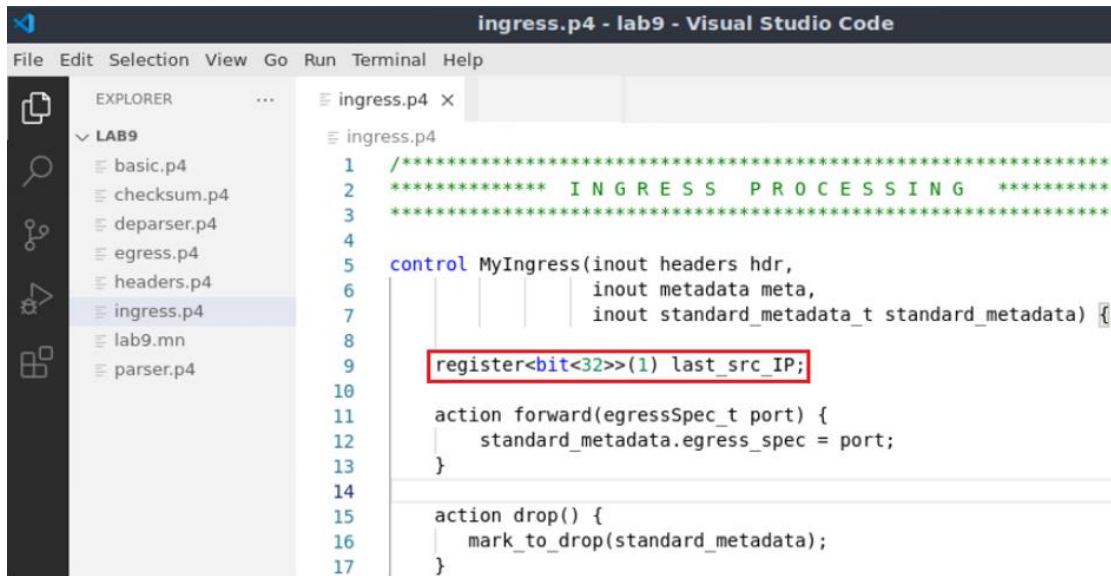 ingress.p4 - lab9 - Visual Studio Code
File Edit Selection View Go Run Terminal Help
EXPLORER ...
LAB9
basic.p4
checksum.p4
deparser.p4
egress.p4
headers.p4
ingress.p4
lab9.mn
parser.p4
ingress.p4 ×
ingress.p4
1 /****************************************************************
2 ************** I N G R E S S P R O C E S S I N G **********
3 ****************************************************************
4
5 control MyIngress(inout headers hdr,
6 inout metadata meta,
7 inout standard_metadata_t standard_metadata) {
8
9 register<bit<32>>(1) last_src_IP;
10
11 action forward(egressSpec_t port) {
12 standard_metadata.egress_spec = port;
13 }
14
15 action drop() {
16 mark_to_drop(standard_metadata);
17 }